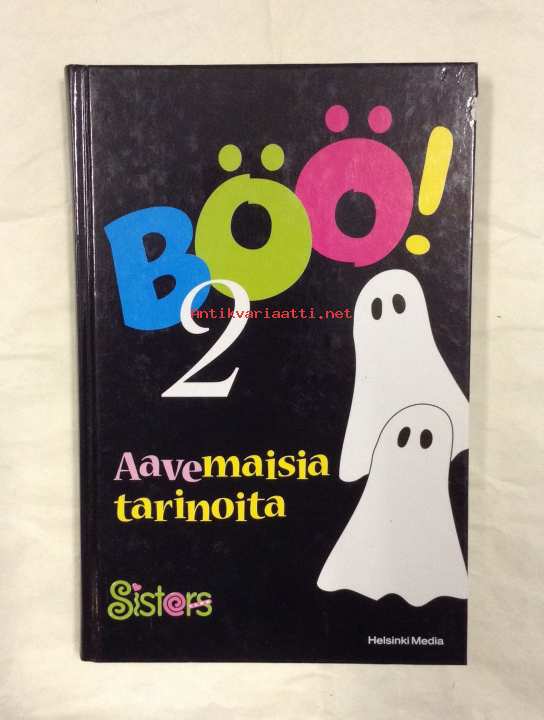 BÖÖ!
2
Antikvariaatti.net
Aavemaisia
tarinoita
Sisters
Helsinki Media